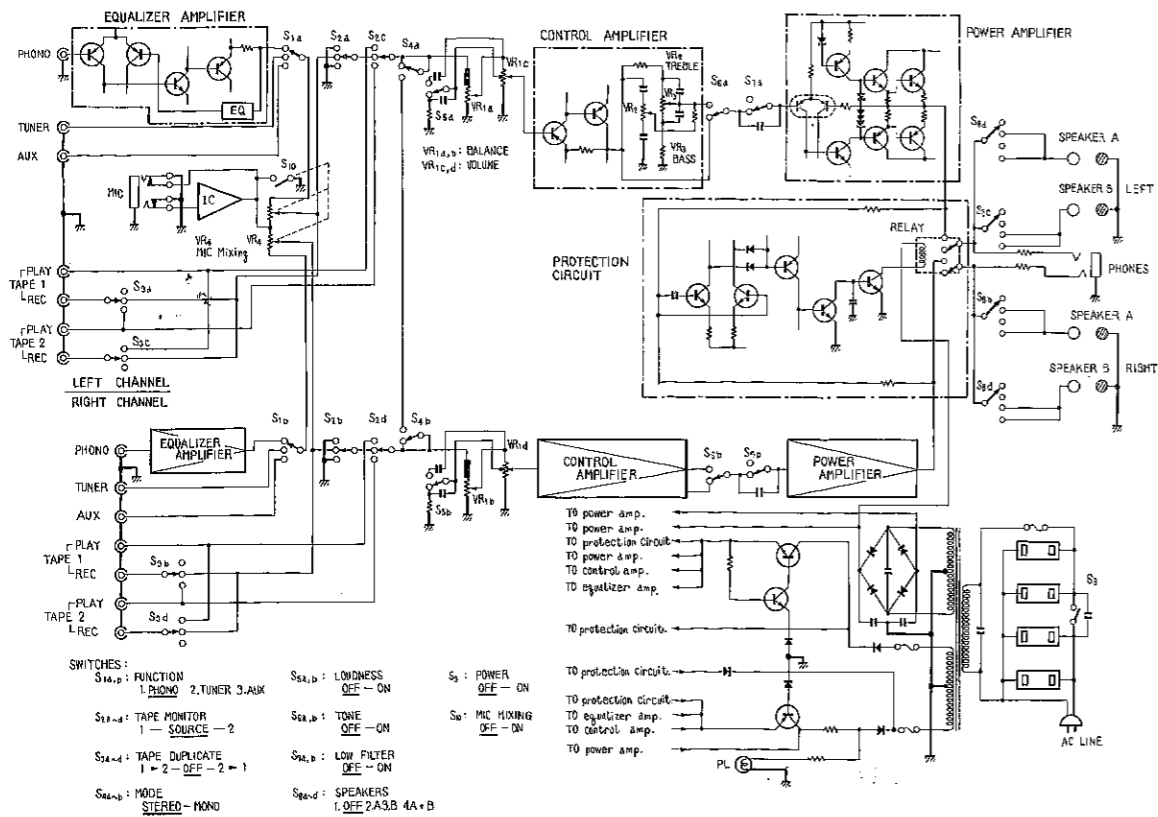 EQUALIZER AMPLIFIER
PHONO
EQ
TUNER
AUX
S1a
S2a
S2c
S4a
CONTROL AMPLIFIER
VR2
TREBLE
VR1c
VR1a
S5a
VR1a,b: BALANCE
VR1c,d: VOLUME
VR2
VR3
VR3
BASS
S6a
POWER AMPLIFIER
S8a
SPEAKER A
SPEAKER B
LEFT
S8c
MIC
IC
S10
VR4
MIC Mixing
VR4
PLAY
TAPE 1
REC
S3a
PLAY
TAPE 2
REC
S3c
LEFT CHANNEL
RIGHT CHANNEL
PROTECTION
CIRCUIT
RELAY
PHONES
S8b
SPEAKER A
SPEAKER B
RIGHT
S8d
PHONO
EQUALIZER
AMPLIFIER
S1b
S2b
S2d
S4b
VR1d
VR1b
S5b
CONTROL
AMPLIFIER
S6b
S7b
POWER
AMPLIFIER
TUNER
AUX
PLAY
TAPE 1
REC
S3b
PLAY
TAPE 2
REC
S3d
TO power amp.
TO power amp.
TO protection circuit
TO power amp.
TO control amp.
TO equalizer amp.
TO protection circuit.
TO protection circuit.
TO protection circuit
TO equalizer amp.
TO control amp.
TO power amp.
PL
S9
AC LINE
SWITCHES:
S1a,b: FUNCTION
1.PHONO 2.TUNER 3.AUX
S2a~d: TAPE MONITOR
1 — SOURCE — 2
S3a~d: TAPE DUPLICATE
1 ► 2 — OFF — 2 ► 1
S4a~b: MODE
STEREO — MONO
S5a,b: LOUDNESS
OFF — ON
S6a,b: TONE
OFF — ON
S7a,b: LOW FILTER
OFF — ON
S8a~d: SPEAKERS
1.OFF 2.A 3.B 4.A+B
S9: POWER
OFF — ON
S10: MIC MIXING
OFF — ON